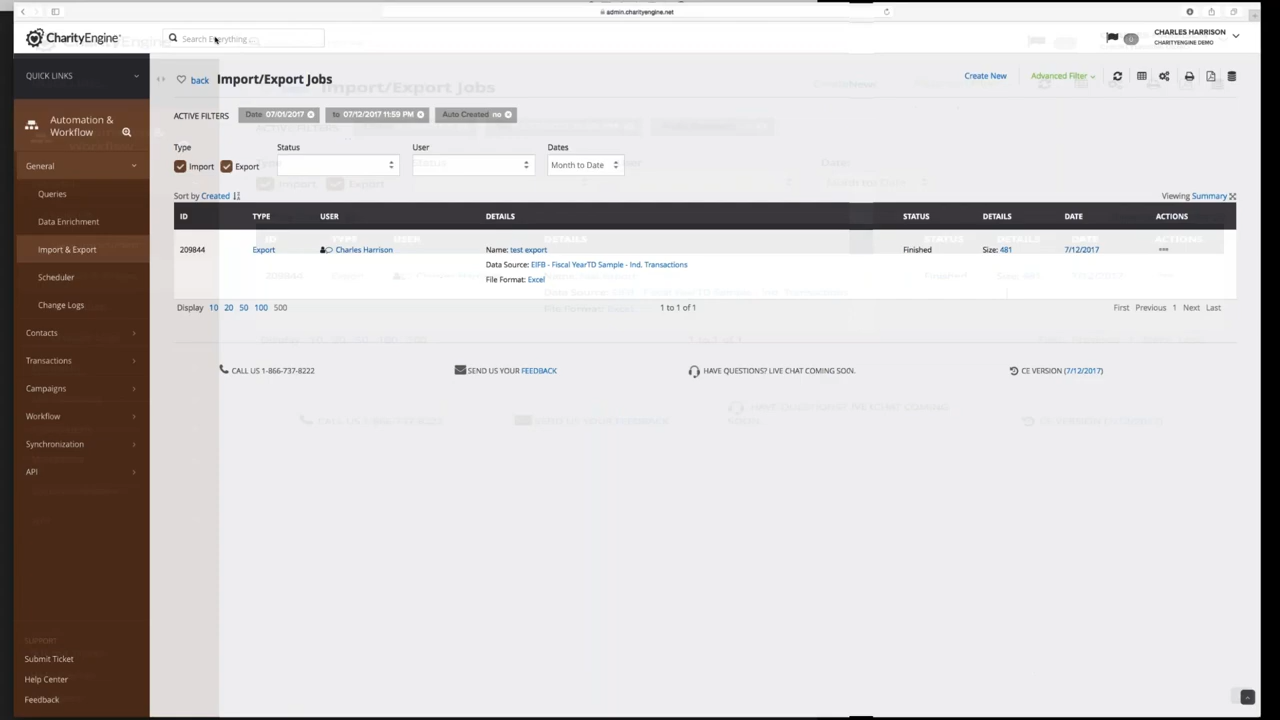 admin.charityengine.net
CharityEngine
Search Everything
CHARLES HARRISON
CHARITYENGINE DEMO
0
QUICK LINKS
back Import/Export Jobs
Create New
Advanced Filter
ACTIVE FILTERS Date 07/01/2017 to 07/12/2017 11:59 PM Auto Created no
Automation &
Workflow
Type Status User Dates
Import Export Month to Date
General
Queries
Data Enrichment
Import & Export
Scheduler
Change Logs
Contacts
Transactions
Campaigns
Workflow
Synchronization
API
Sort by Created
Viewing Summary
ID TYPE USER DETAILS STATUS DETAILS DATE ACTIONS
209844 Export Charles Harrison Name: test export Finished Size: 481 7/12/2017
Data Source: EIFB - Fiscal YearTD Sample - Ind. Transactions
File Format: Excel
Display 10 20 50 100 500 1 to 1 of 1 First Previous 1 Next Last
CALL US 1-866-737-8222 SEND US YOUR FEEDBACK HAVE QUESTIONS? LIVE CHAT COMING SOON. CE VERSION (7/12/2017)
SUPPORT
Submit Ticket
Help Center
Feedback